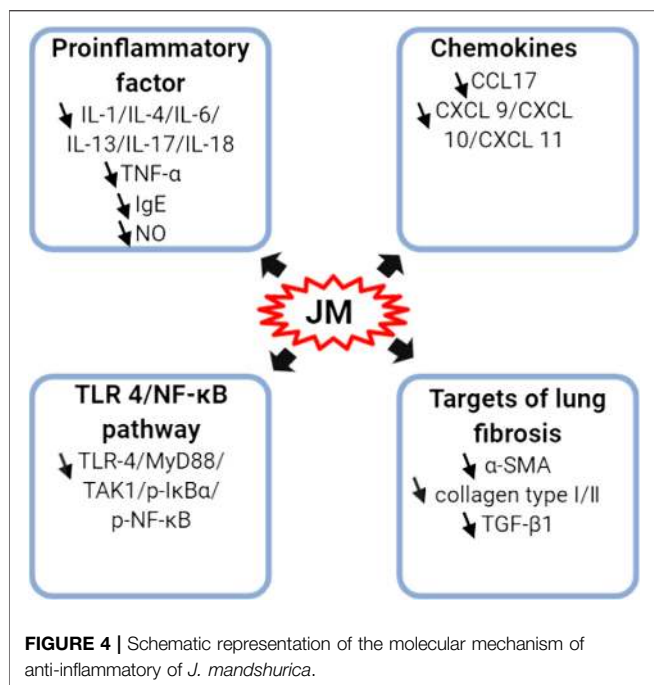 Proinflammatory
factor
IL-1/IL-4/IL-6/
IL-13/IL-17/IL-18
TNF-α
IgE
NO
Chemokines
CCL17
CXCL 9/CXCL
10/CXCL 11
JM
TLR 4/NF-κB
pathway
TLR-4/MyD88/
TAK1/p-IκBα/
p-NF-κB
Targets of lung
fibrosis
α-SMA
collagen type I/II
TGF-β1
FIGURE 4 | Schematic representation of the molecular mechanism of
anti-inflammatory of J. mandshurica.